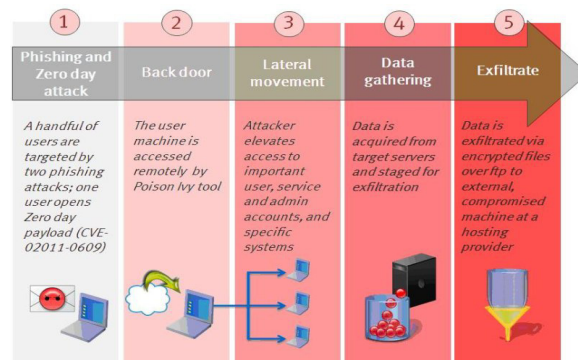 1
Phishing and
Zero day
attack
A handful of
users are
targeted by
two phishing
attacks; one
user opens
Zero day
payload (CVE-
02011-0609)
2
Back door
The user
machine is
accessed
remotely by
Poison Ivy tool
3
Lateral
movement
Attacker
elevates access to
important
user, service
and admin
accounts, and
specific
systems
4
Data
gathering
Data is
acquired from
target servers
and staged for
exfiltration
5
Exfiltrate
Data is
exfiltrated via
encrypted files
over ftp to
external,
compromised
machine at a
hosting
provider